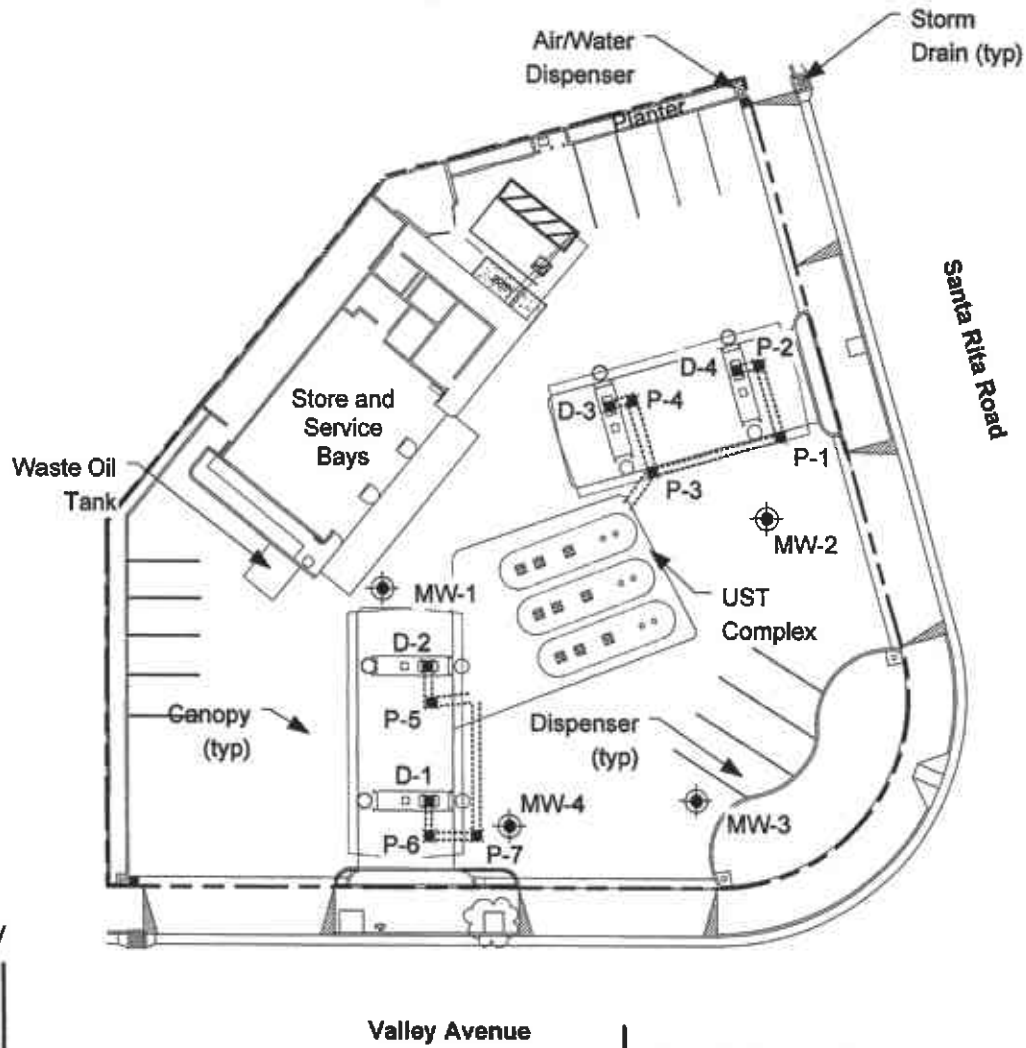 Storm
Drain (typ)
Air/Water
Dispenser
Planter
Santa Rita Road
D-4
P-2
D-3
P-4
Store and
Service
Bays
P-1
Waste Oil
Tank
P-3
MW-2
MW-1
UST
Complex
D-2
P-5
Canopy
(typ)
Dispenser
(typ)
D-1
MW-4
MW-3
P-6
P-7
Valley Avenue